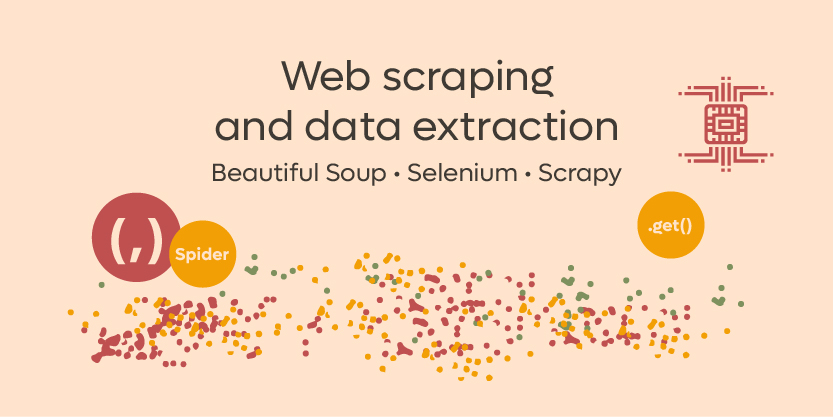 Web scraping
and data extraction
Beautiful Soup • Selenium • Scrapy
(,)
Spider
.get()